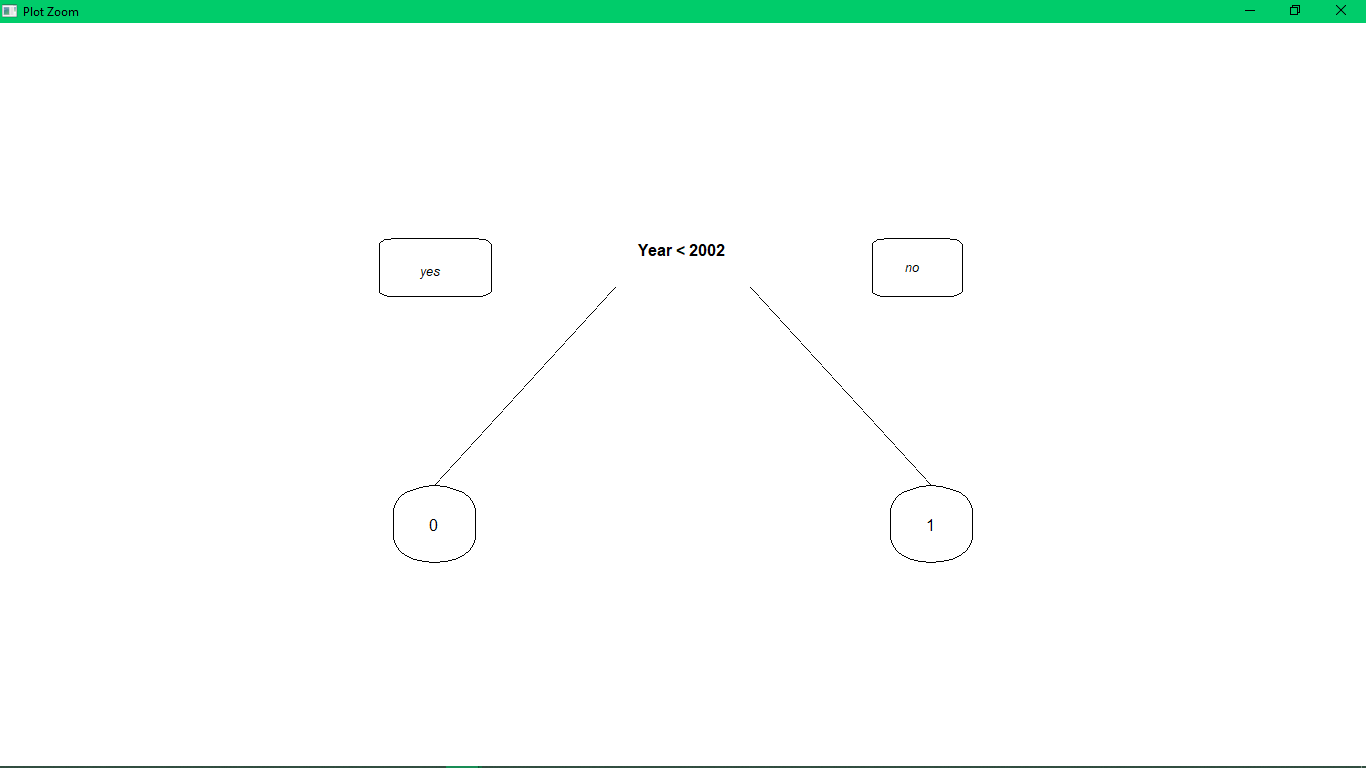 Plot Zoom
Year < 2002
yes
no
0
1